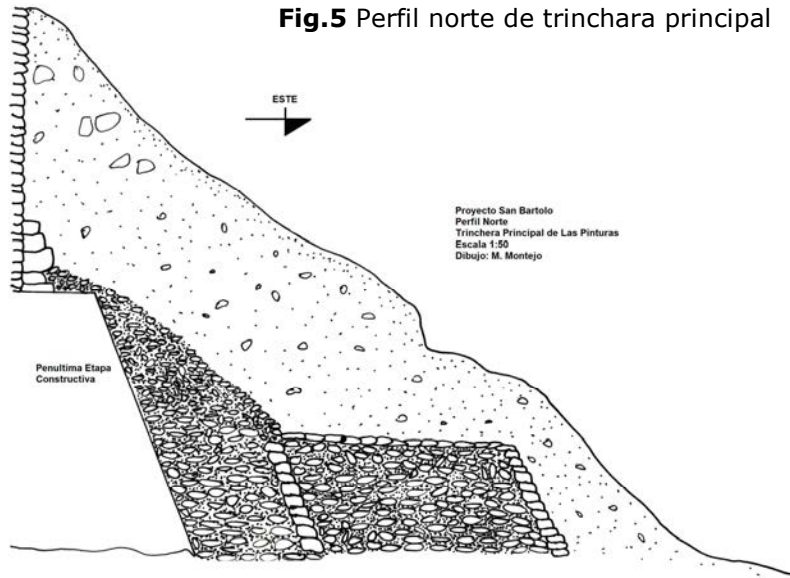 Fig.5 Perfil norte de trinchara principal
ESTE
Proyecto San Bartolo
Perfil Norte
Trinchera Principal de Las Pinturas
Escala 1:50
Dibujo: M. Montejo
Penultima Etapa
Constructiva